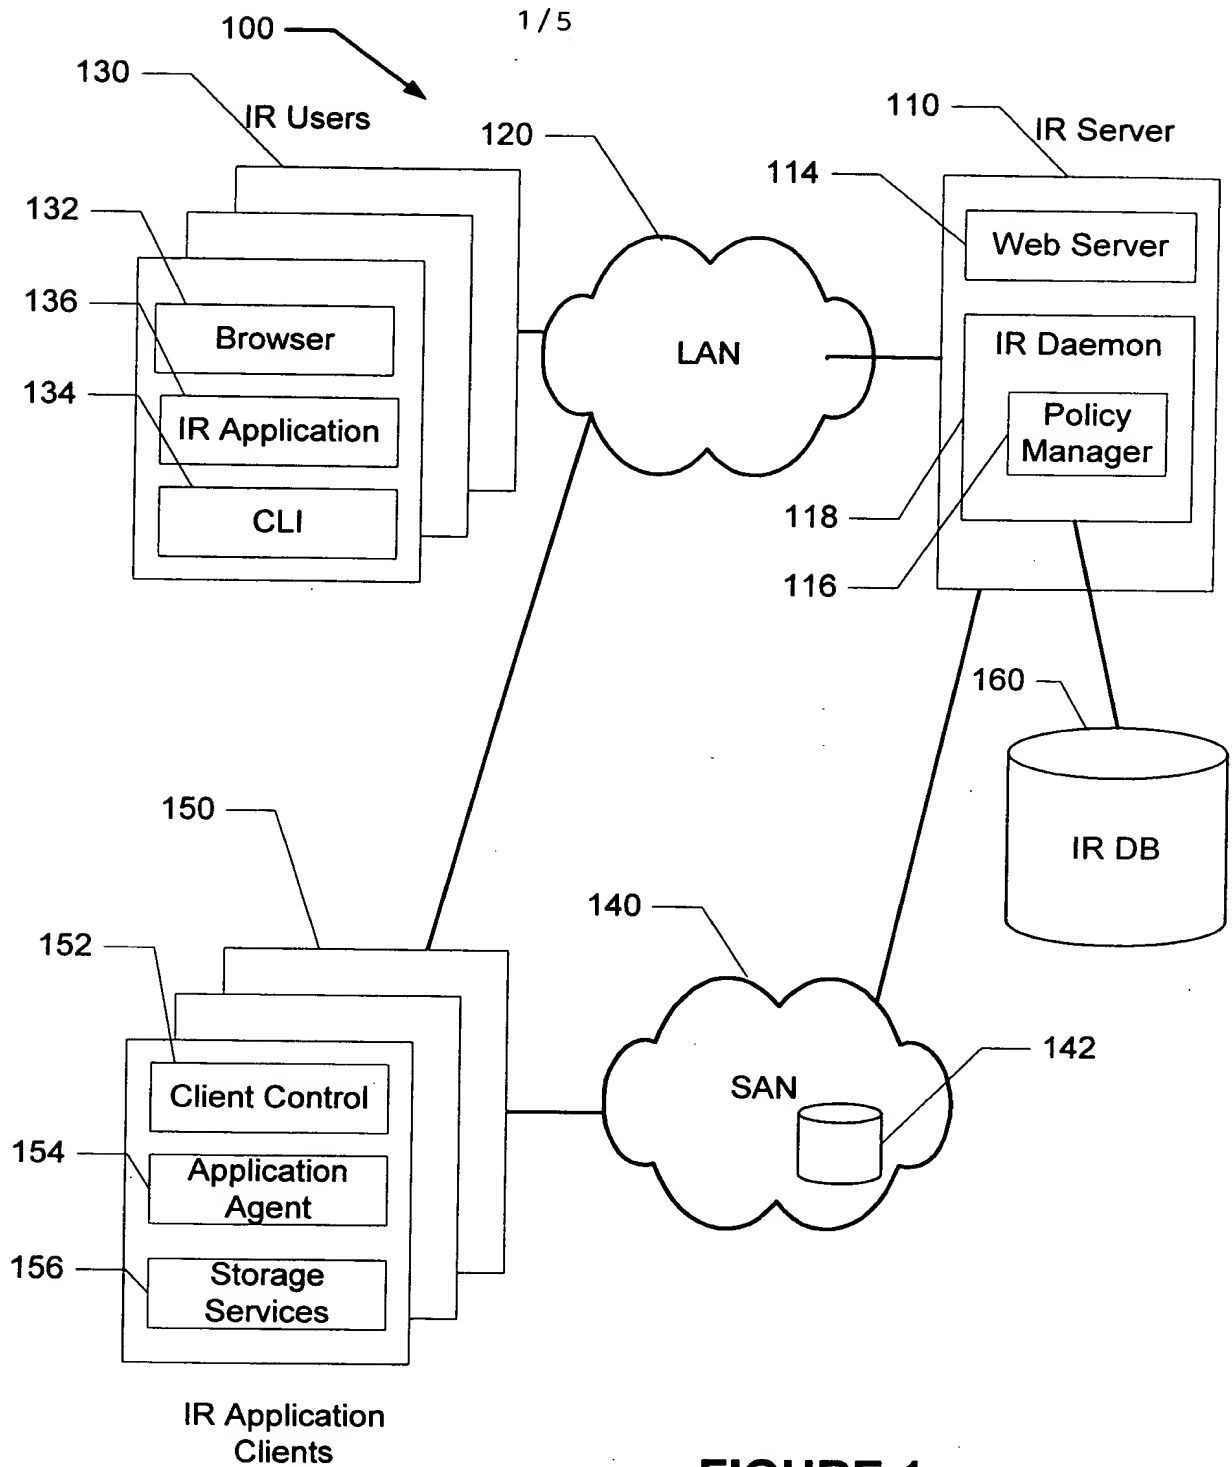 1/5
100
130
IR Users
120
110
IR Server
114
132
Web Server
136
Browser
IR Daemon
LAN
134
IR Application
Policy
Manager
118
CLI
116
160
150
IR DB
140
152
142
SAN
Client Control
154
Application
Agent
156
Storage
Services
IR Application
Clients
FIGURE 1